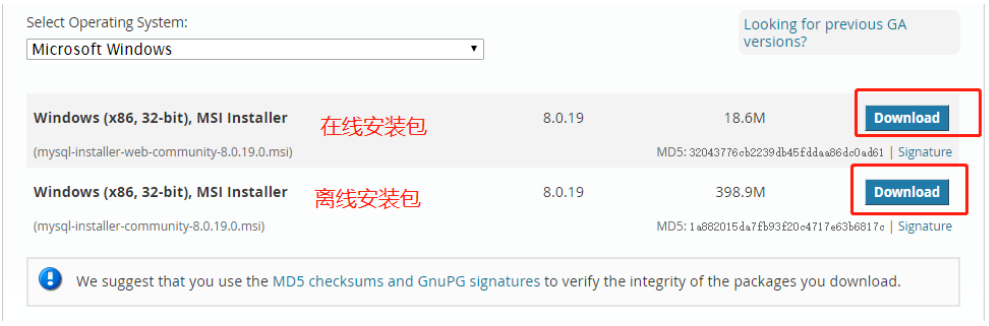 Select Operating System:
Looking for previous GA
versions?
Microsoft Windows
Windows (x86, 32-bit), MSI Installer
在线安装包
8.0.19
18.6M
Download
(mysql-installer-web-community-8.0.19.0.msi)
MD5: 32043776cb2239db45fddaa86dc0ad61 | Signature
Windows (x86, 32-bit), MSI Installer
离线安装包
8.0.19
398.9M
Download
(mysql-installer-community-8.0.19.0.msi)
MD5: 1a882015da7fb93f20c4717e63b6817c | Signature
We suggest that you use the MD5 checksums and GnuPG signatures to verify the integrity of the packages you download.